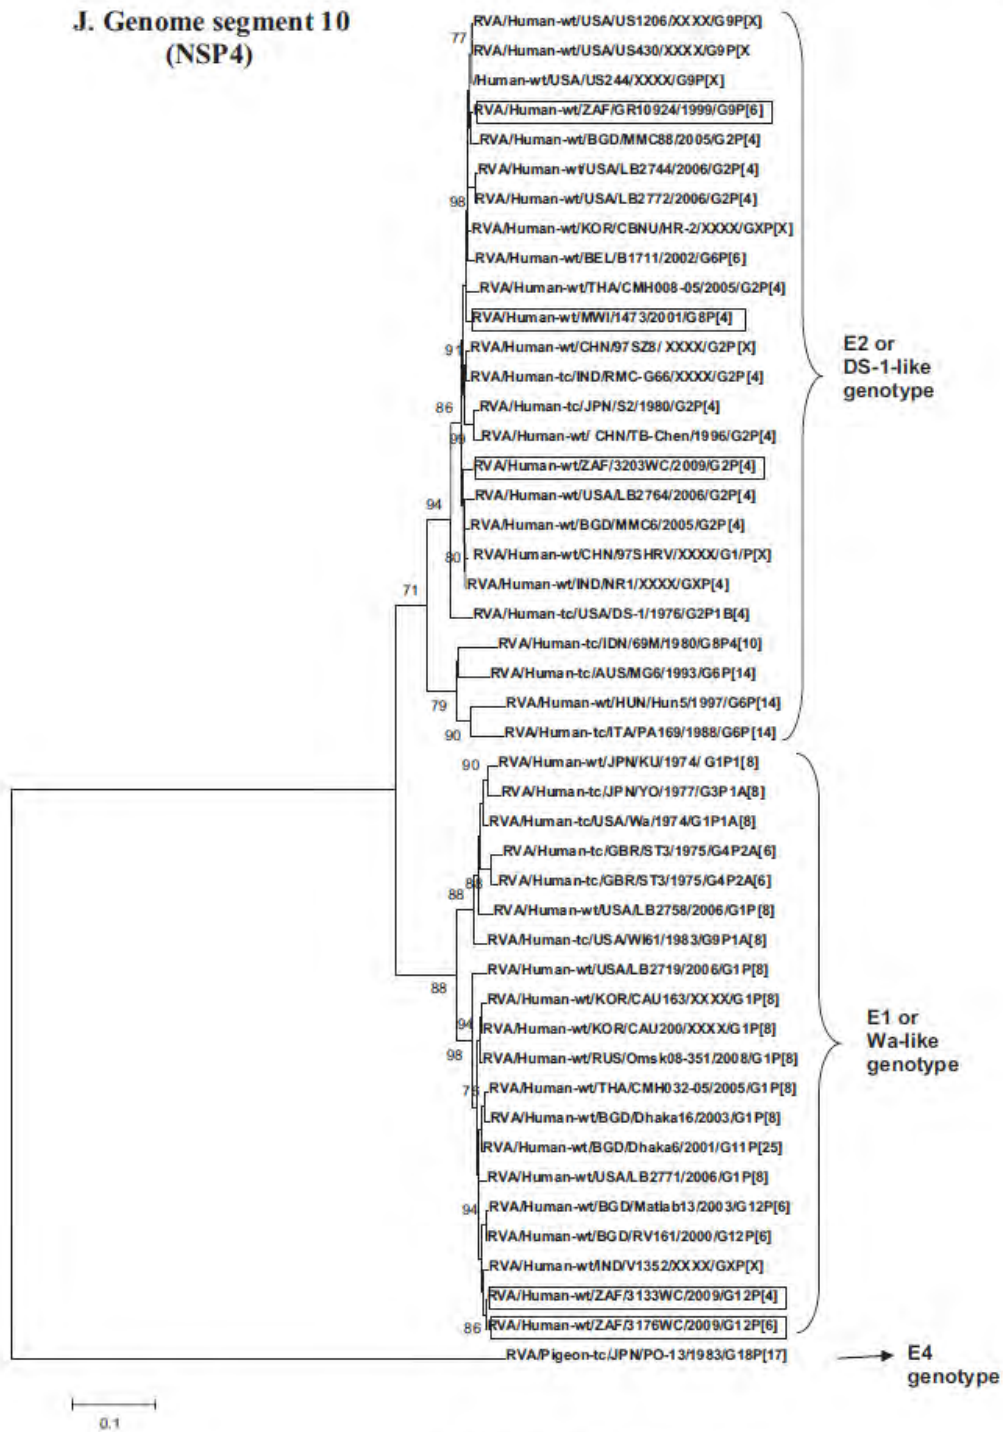 J. Genome segment 10
(NSP4)
RVA/Human-wt/USA/US1206/XXXX/G9P[X]
77
RVA/Human-wt/USA/US430/XXXX/G9P[X
/Human-wt/USA/US244/XXXX/G9P[X]
RVA/Human-wt/ZAF/GR10924/1999/G9P[6]
RVA/Human-wt/BGD/MMC88/2005/G2P[4]
RVA/Human-wt/USA/LB2744/2006/G2P[4]
98
RVA/Human-wt/USA/LB2772/2006/G2P[4]
RVA/Human-wt/KOR/CBNU/HR-2/XXXX/GXP[X]
RVA/Human-wt/BEL/B1711/2002/G6P[6]
RVA/Human-wt/THA/CMH008-05/2005/G2P[4]
RVA/Human-wt/MWI/1473/2001/G8P[4]
91
RVA/Human-wt/CHN/97SZ8/ XXXX/G2P[X]
E2 or
DS-1-like
genotype
RVA/Human-tc/IND/RMC-G66/XXXX/G2P[4]
86
RVA/Human-tc/JPN/S2/1980/G2P[4]
99
RVA/Human-wt/ CHN/TB-Chen/1996/G2P[4]
RVA/Human-wt/ZAF/3203WC/2009/G2P[4]
RVA/Human-wt/USA/LB2764/2006/G2P[4]
94
RVA/Human-wt/BGD/MMC6/2005/G2P[4]
80
RVA/Human-wt/CHN/97SHRV/XXXX/G1/P[X]
RVA/Human-wt/IND/NR1/XXXX/GXP[4]
71
RVA/Human-tc/USA/DS-1/1976/G2P1B[4]
RVA/Human-tc/IDN/69M/1980/G8P4[10]
RVA/Human-tc/AUS/MG6/1993/G6P[14]
79
RVA/Human-wt/HUN/Hun5/1997/G6P[14]
90
RVA/Human-tc/ITA/PA169/1988/G6P[14]
90
RVA/Human-wt/JPN/KU/1974/ G1P1[8]
RVA/Human-tc/JPN/YO/1977/G3P1A[8]
RVA/Human-tc/USA/Wa/1974/G1P1A[8]
RVA/Human-tc/GBR/ST3/1975/G4P2A[6]
88
88
RVA/Human-tc/GBR/ST3/1975/G4P2A[6]
RVA/Human-wt/USA/LB2758/2006/G1P[8]
RVA/Human-tc/USA/WI61/1983/G9P1A[8]
88
RVA/Human-wt/USA/LB2719/2006/G1P[8]
RVA/Human-wt/KOR/CAU163/XXXX/G1P[8]
94
RVA/Human-wt/KOR/CAU200/XXXX/G1P[8]
E1 or
Wa-like
genotype
98
RVA/Human-wt/RUS/Omsk08-351/2008/G1P[8]
RVA/Human-wt/THA/CMH032-05/2005/G1P[8]
RVA/Human-wt/BGD/Dhaka16/2003/G1P[8]
RVA/Human-wt/BGD/Dhaka6/2001/G11P[25]
RVA/Human-wt/USA/LB2771/2006/G1P[8]
94
RVA/Human-wt/BGD/Matlab13/2003/G12P[6]
RVA/Human-wt/BGD/RV161/2000/G12P[6]
RVA/Human-wt/IND/V1352/XXXX/GXP[X]
RVA/Human-wt/ZAF/3133WC/2009/G12P[4]
86
RVA/Human-wt/ZAF/3176WC/2009/G12P[6]
RVA/Pigeon-tc/JPN/PO-13/1983/G18P[17]
E4
genotype
0.1